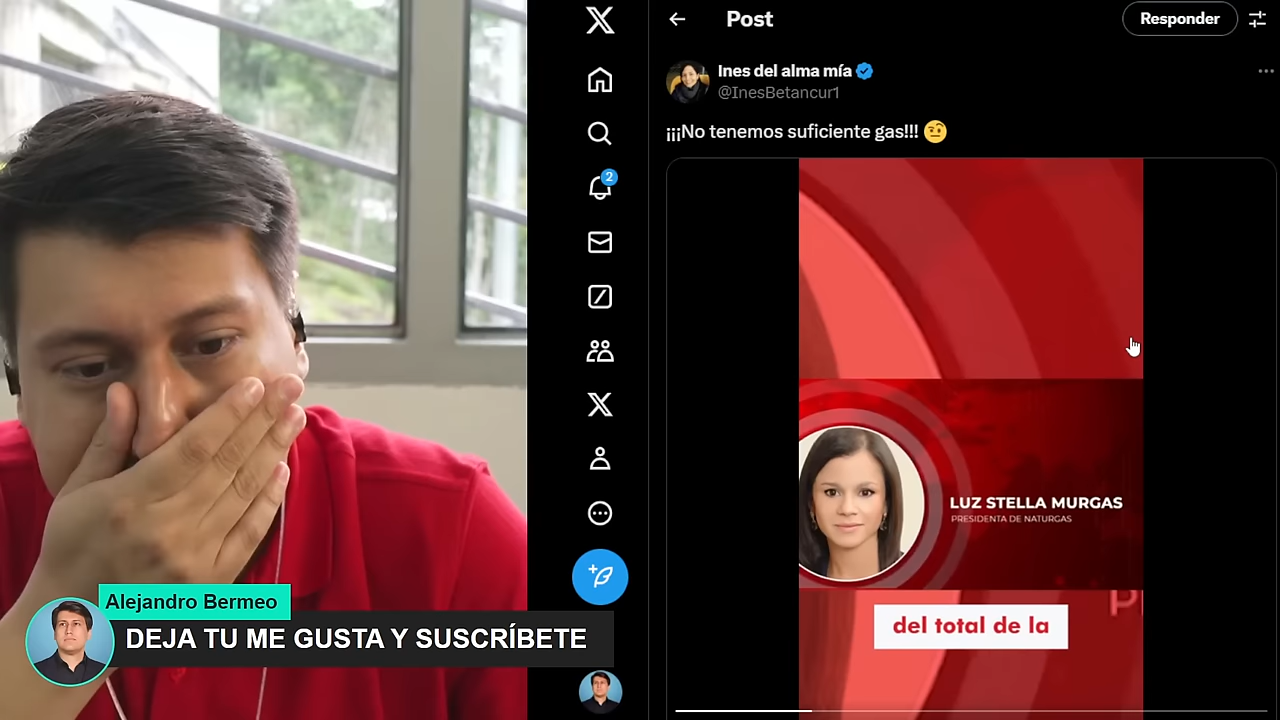 Post
Responder
Ines del alma mía
@InesBetancur1
¡¡¡No tenemos suficiente gas!!! 🤨
2
LUZ STELLA MURGAS
PRESIDENTA DE NATURGAS
del total de la
Alejandro Bermeo
DEJA TU ME GUSTA Y SUSCRÍBETE